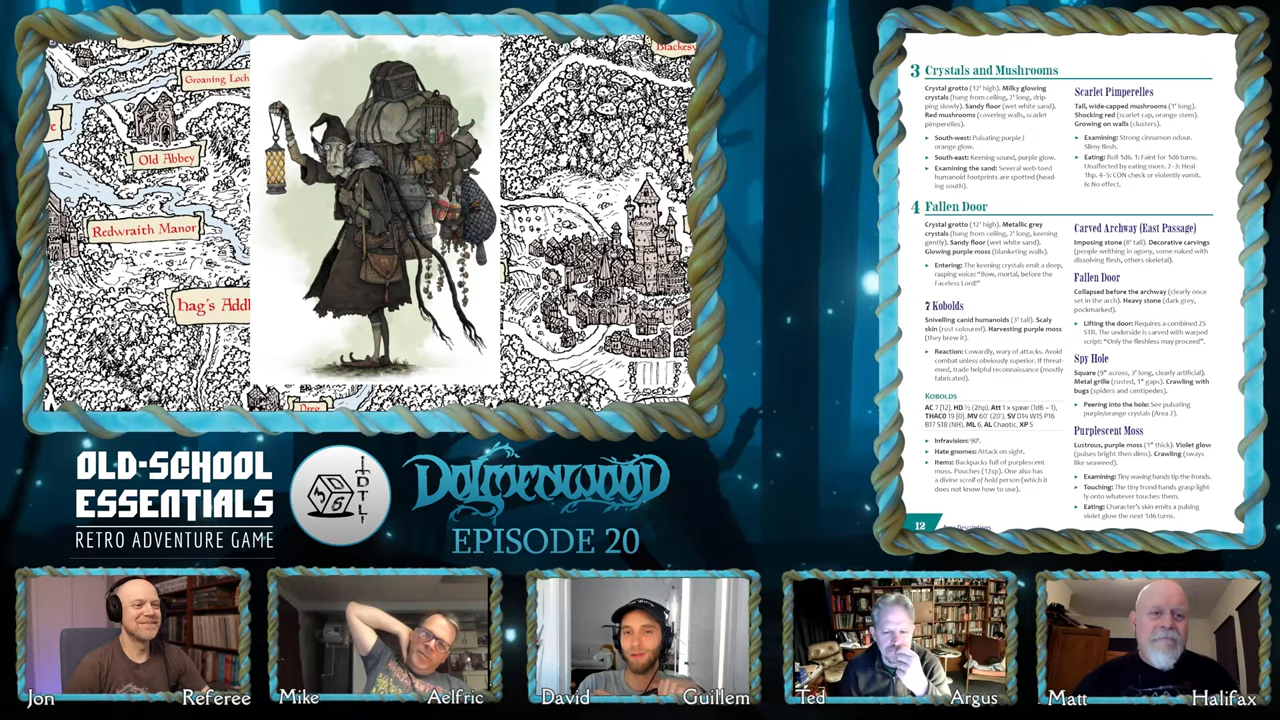 Groaning Loch
Old Abbey
Redwraith Manor
hag's Addl
Blackesw
3 Crystals and Mushrooms
Crystal grotto (12' high). Milky glowing
crystals (hang from ceiling, 2' long, drip-
ping slowly). Sandy floor (wet white sand).
Red mushrooms (covering walls, scarlet
pimperelles).
▸ South-west: Pulsating purple /
orange glow.
▸ South-east: Keening sound, purple glow.
▸ Examining the sand: Several web-toed
humanoid footprints are spotted (head-
ing south).
Scarlet Pimperelles
Tall, wide-capped mushrooms (1' long).
Shocking red (scarlet cap, orange stem).
Growing on walls (clusters).
▸ Examining: Strong cinnamon odour.
Slimy flesh.
▸ Eating: Roll 1d6. 1: Faint for 1d6 turns.
Unaffected by eating more. 2–3: Heal
1hp. 4–5: CON check or violently vomit.
6: No effect.
4 Fallen Door
Crystal grotto (12' high). Metallic grey
crystals (hang from ceiling, 2' long, keening
gently). Sandy floor (wet white sand).
Glowing purple moss (blanketing walls).
▸ Entering: The keening crystals emit a deep,
rasping voice: "Bow, mortal, before the
Faceless Lord!"
7 Kobolds
Snivelling canid humanoids (3' tall). Scaly
skin (rust coloured). Harvesting purple moss
(they brew it).
▸ Reaction: Cowardly, wary of attacks. Avoid
combat unless obviously superior. If threat-
ened, trade helpful reconnaissance (mostly
fabricated).
Kobolds
AC 7 [12], HD ½ (2hp), Att 1 x spear (1d6 – 1),
THAC0 19 [0], MV 60' (20'), SV D14 W15 P16
B17 S18 (NH), ML 6, AL Chaotic, XP 5
▸ Infravision: 90'.
▸ Hate gnomes: Attack on sight.
▸ Items: Backpacks full of purplescent
moss. Pouches (12sp). One also has
a divine scroll of hold person (which it
does not know how to use).
Carved Archway (East Passage)
Imposing stone (8' tall). Decorative carvings
(people writhing in agony, some naked with
dissolving flesh, others skeletal).
Fallen Door
Collapsed before the archway (clearly once
set in the arch). Heavy stone (dark grey,
pockmarked).
▸ Lifting the door: Requires a combined 25
STR. The underside is carved with warped
script: "Only the fleshless may proceed".
Spy Hole
Square (9" across, 3' long, clearly artificial).
Metal grille (rusted, 1" gaps). Crawling with
bugs (spiders and centipedes).
▸ Peering into the hole: See pulsating
purple/orange crystals (Area 2).
Purplescent Moss
Lustrous, purple moss (1" thick). Violet glow
(pulses bright then dims). Crawling (sways
like seaweed).
▸ Examining: Tiny waving hands tip the fronds.
▸ Touching: The tiny frond-hands grasp light-
ly onto whatever touches them.
▸ Eating: Character's skin emits a pulsing
violet glow the next 1d6 turns.
12 Area Descriptions
OLD-SCHOOL
ESSENTIALS
RETRO ADVENTURE GAME
IDTL
DOLMENWOOD
EPISODE 20
Jon Referee
Mike Aelfric
David Guillem
Ted Argus
Matt Halifax